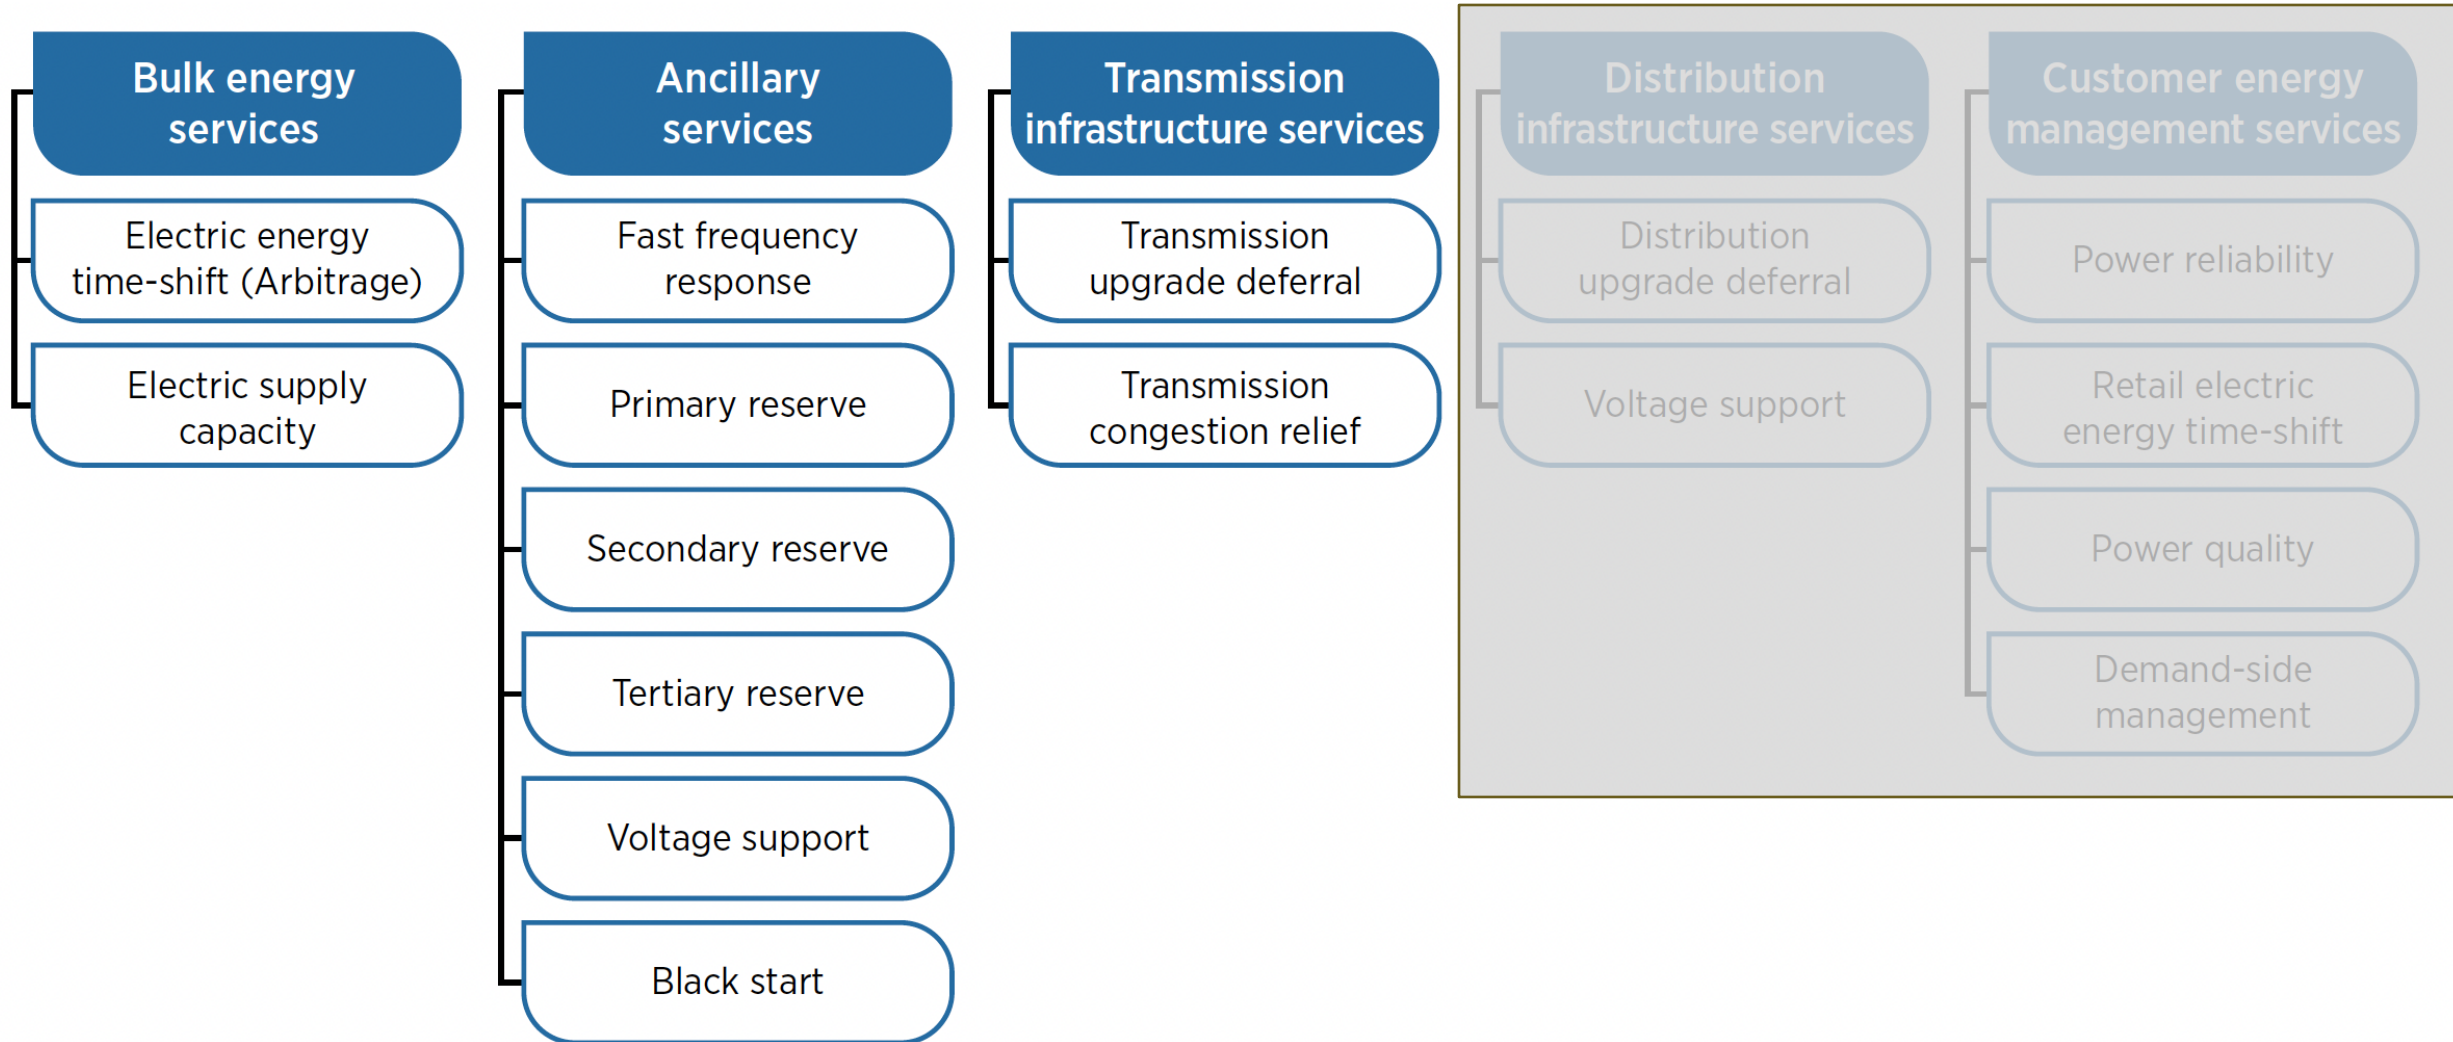 Bulk energy
services
Electric energy
time-shift (Arbitrage)
Electric supply
capacity
Ancillary
services
Fast frequency
response
Primary reserve
Secondary reserve
Tertiary reserve
Voltage support
Black start
Transmission
infrastructure services
Transmission
upgrade deferral
Transmission
congestion relief
Distribution
infrastructure services
Distribution
upgrade deferral
Voltage support
Customer energy
management services
Power reliability
Retail electric
energy time-shift
Power quality
Demand-side
management